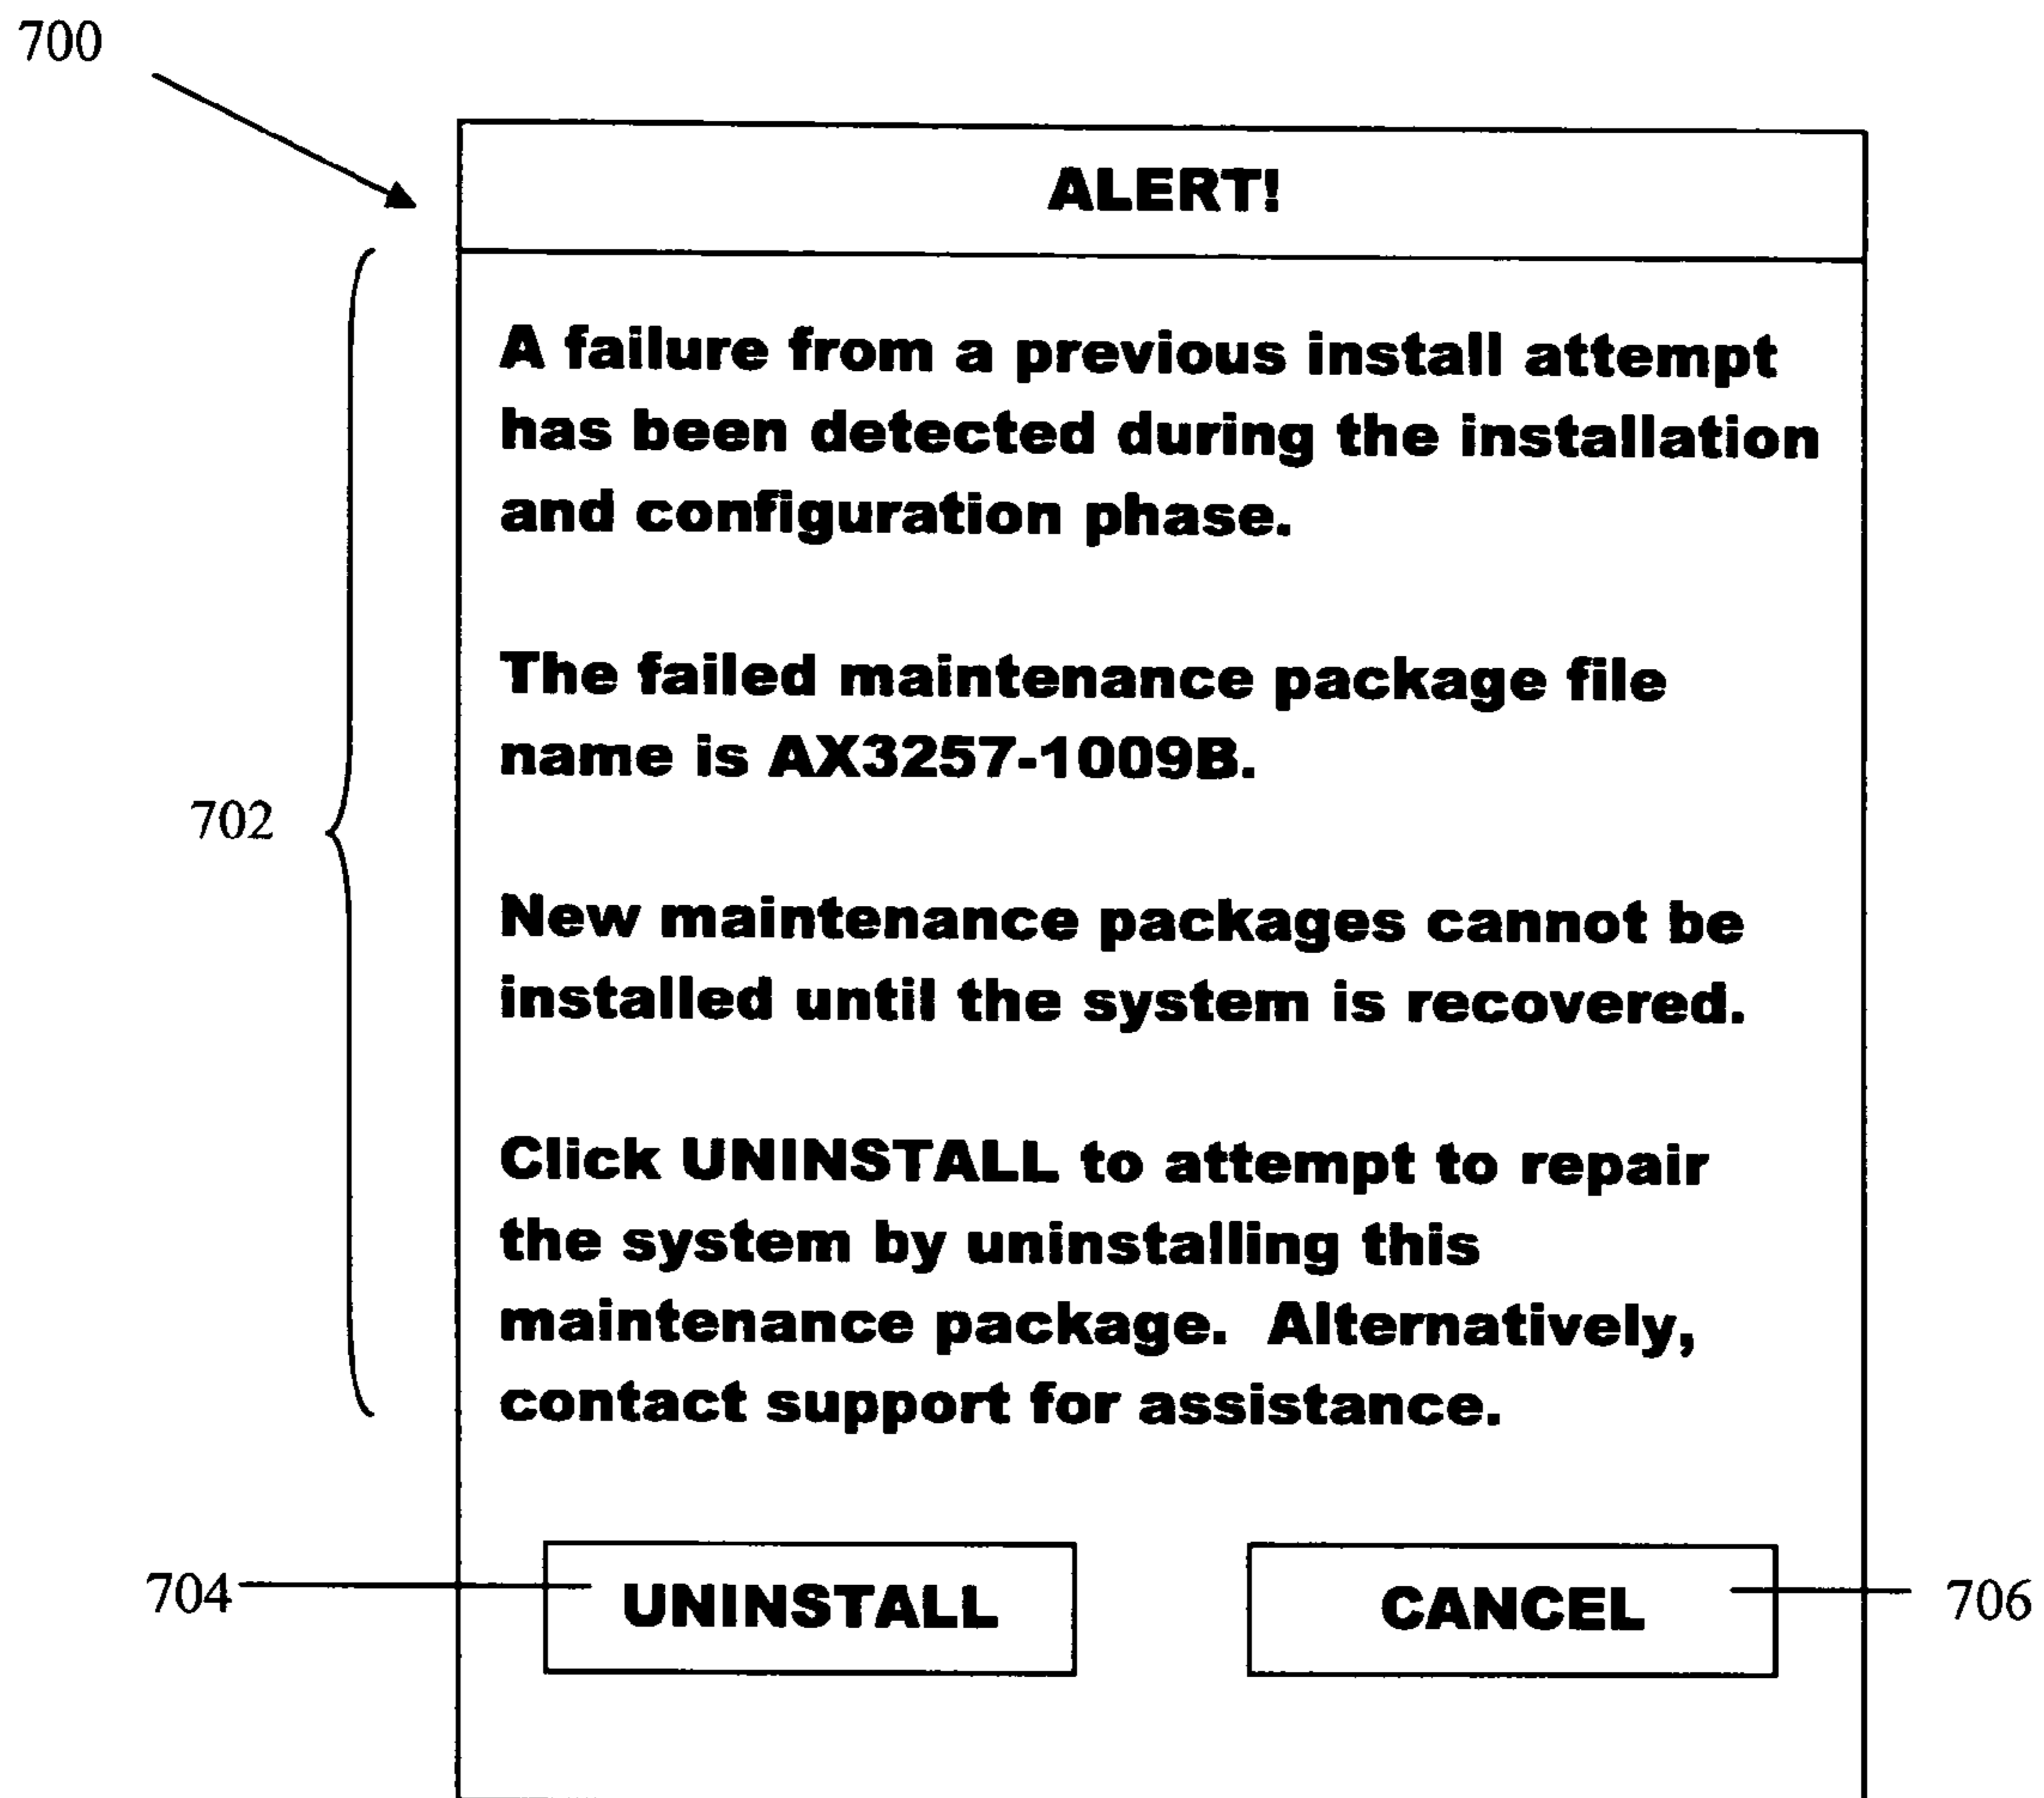 700
ALERT!
A failure from a previous install attempt
has been detected during the installation
and configuration phase.
The failed maintenance package file
name is AX3257-1009B.
702
New maintenance packages cannot be
installed until the system is recovered.
Click UNINSTALL to attempt to repair
the system by uninstalling this
maintenance package. Alternatively,
contact support for assistance.
704
UNINSTALL
CANCEL
706